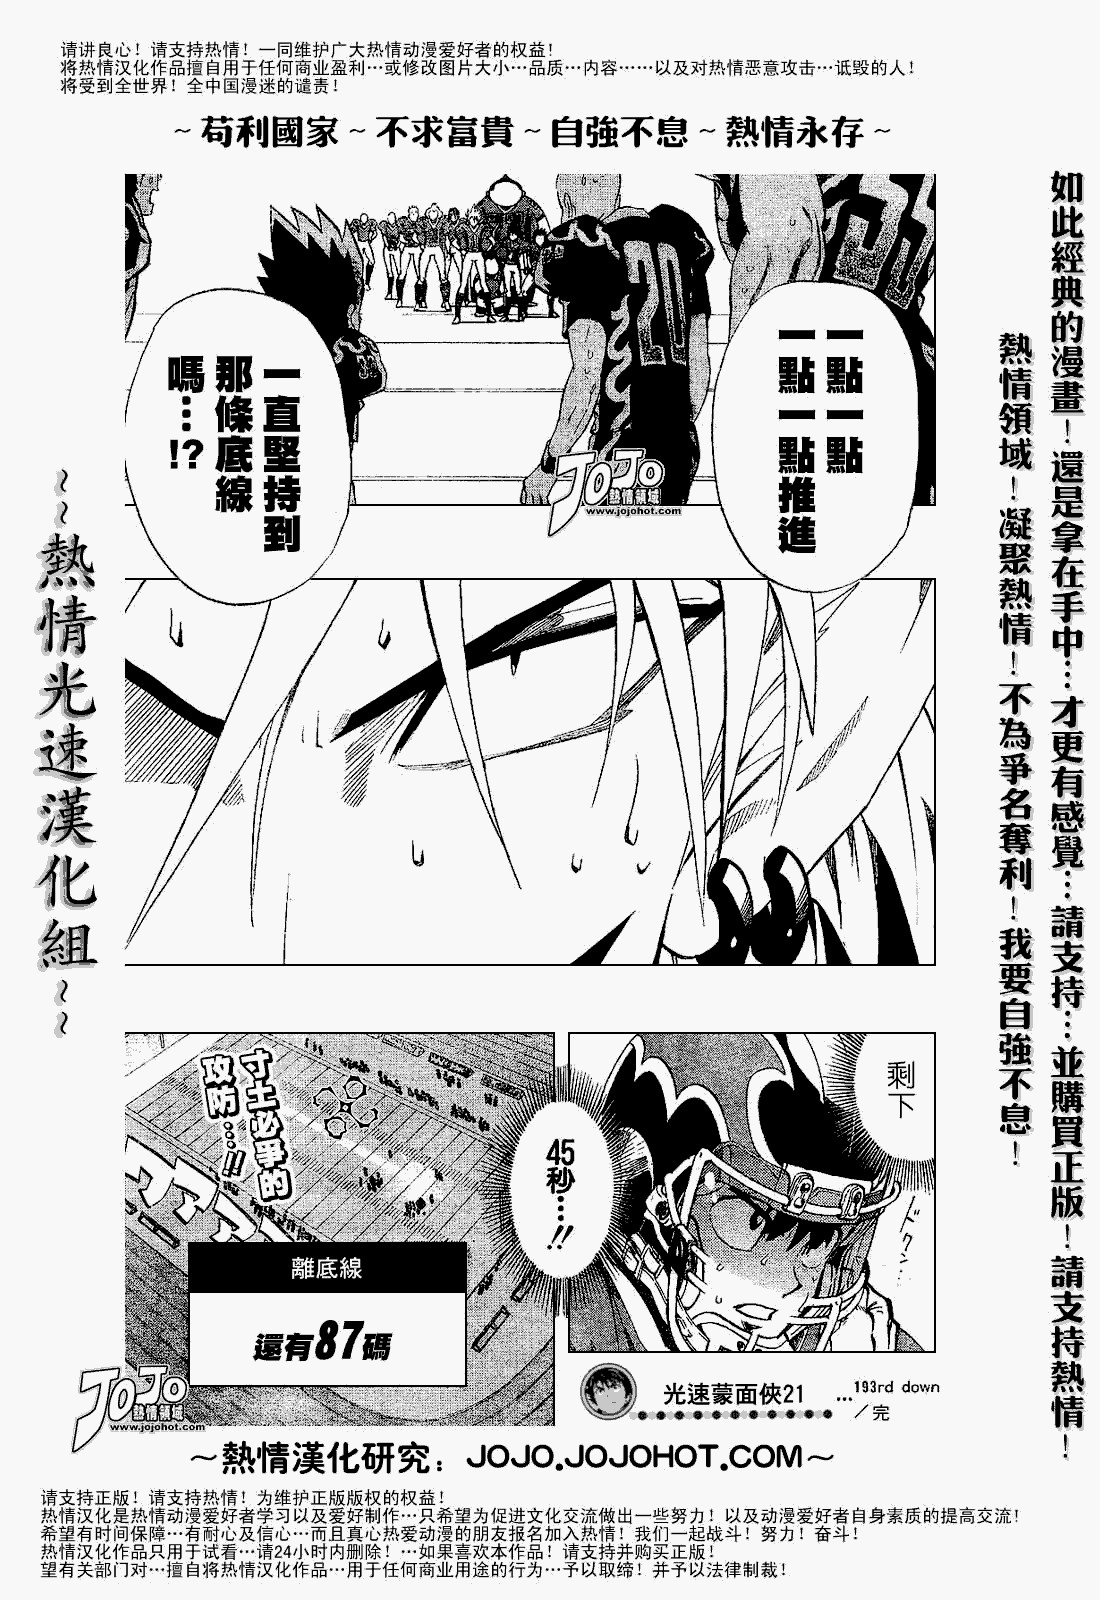 请讲良心！请支持热情！一同维护广大热情动漫爱好者的权益！
将热情汉化作品擅自用于任何商业盈利…或修改图片大小…品质…内容……以及对热情恶意攻击…诋毁的人！
将受到全世界！全中国漫迷的谴责！
～苟利國家～不求富貴～自強不息～熱情永存～
如此經典的漫畫！還是拿在手中…才更有感覺…請支持…並購買正版！請支持熱情！
熱情領域！凝聚熱情！不為爭名奪利！我要自強不息！
一點一點
一點一點推進
一直堅持到
那條底線
嗎…!?
JOJO
熱情領域
www.jojohot.com
～～熱情光速漢化組～～
剩下
45秒…!!
ドクン
寸土必爭的
攻防…!!
離底線
還有87碼
JOJO
熱情領域
www.jojohot.com
光速蒙面俠21
…193rd down
／完
～熱情漢化研究：JOJO.JOJOHOT.COM～
请支持正版！请支持热情！为维护正版版权的权益！
热情汉化是热情动漫爱好者学习以及爱好制作…只希望为促进文化交流做出一些努力！以及动漫爱好者自身素质的提高交流！
希望有时间保障…有耐心及信心…而且真心热爱动漫的朋友报名加入热情！我们一起战斗！努力！奋斗！
热情汉化作品只用于试看…请24小时内删除！…如果喜欢本作品！请支持并购买正版！
望有关部门对…擅自将热情汉化作品…用于任何商业用途的行为…予以取缔！并予以法律制裁！